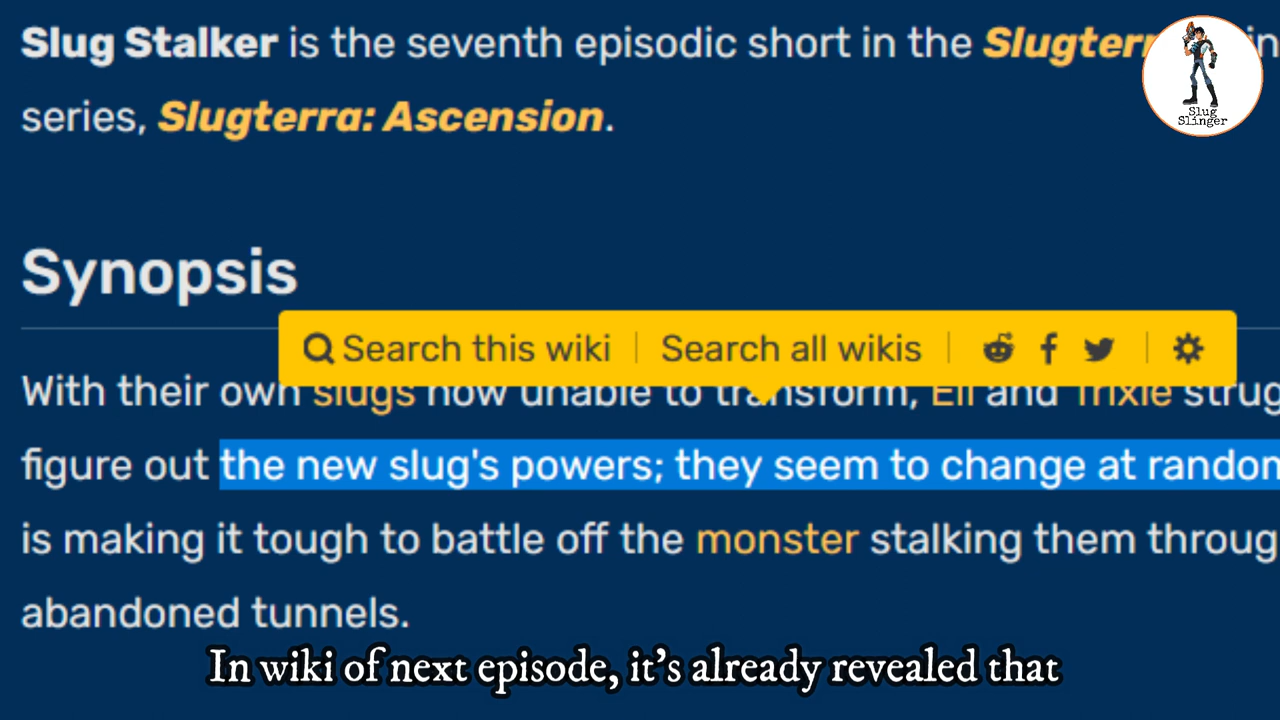 Slug Stalker is the seventh episodic short in the Slugterr in
series, Slugterra: Ascension.
Slug
Slinger
Synopsis
Search this wiki | Search all wikis
With their own slugs now unable to transform, Eli and Trixie strug
figure out the new slug's powers; they seem to change at random
is making it tough to battle off the monster stalking them throug
abandoned tunnels.
In wiki of next episode, it's already revealed that